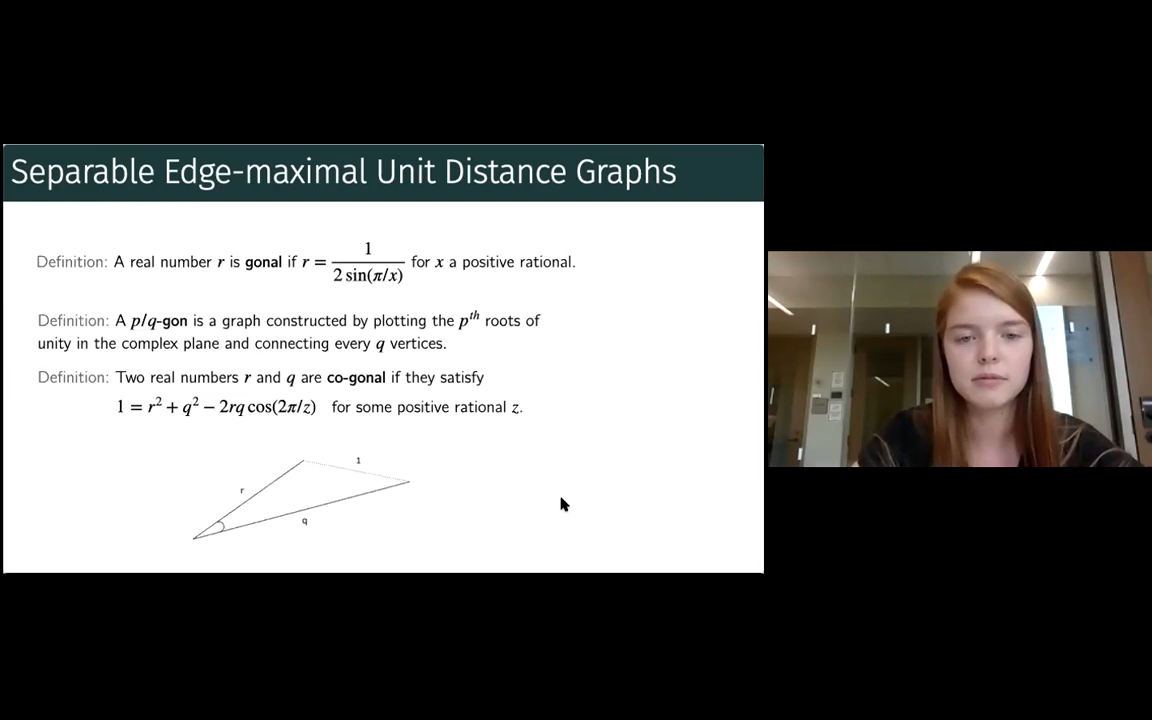 Separable Edge-maximal Unit Distance Graphs
Definition: A real number r is gonal if r = 1 / (2 sin(π/x)) for x a positive rational.
Definition: A p/q-gon is a graph constructed by plotting the pᵗʰ roots of
unity in the complex plane and connecting every q vertices.
Definition: Two real numbers r and q are co-gonal if they satisfy
1 = r² + q² − 2rq cos(2π/z) for some positive rational z.
1
r
q